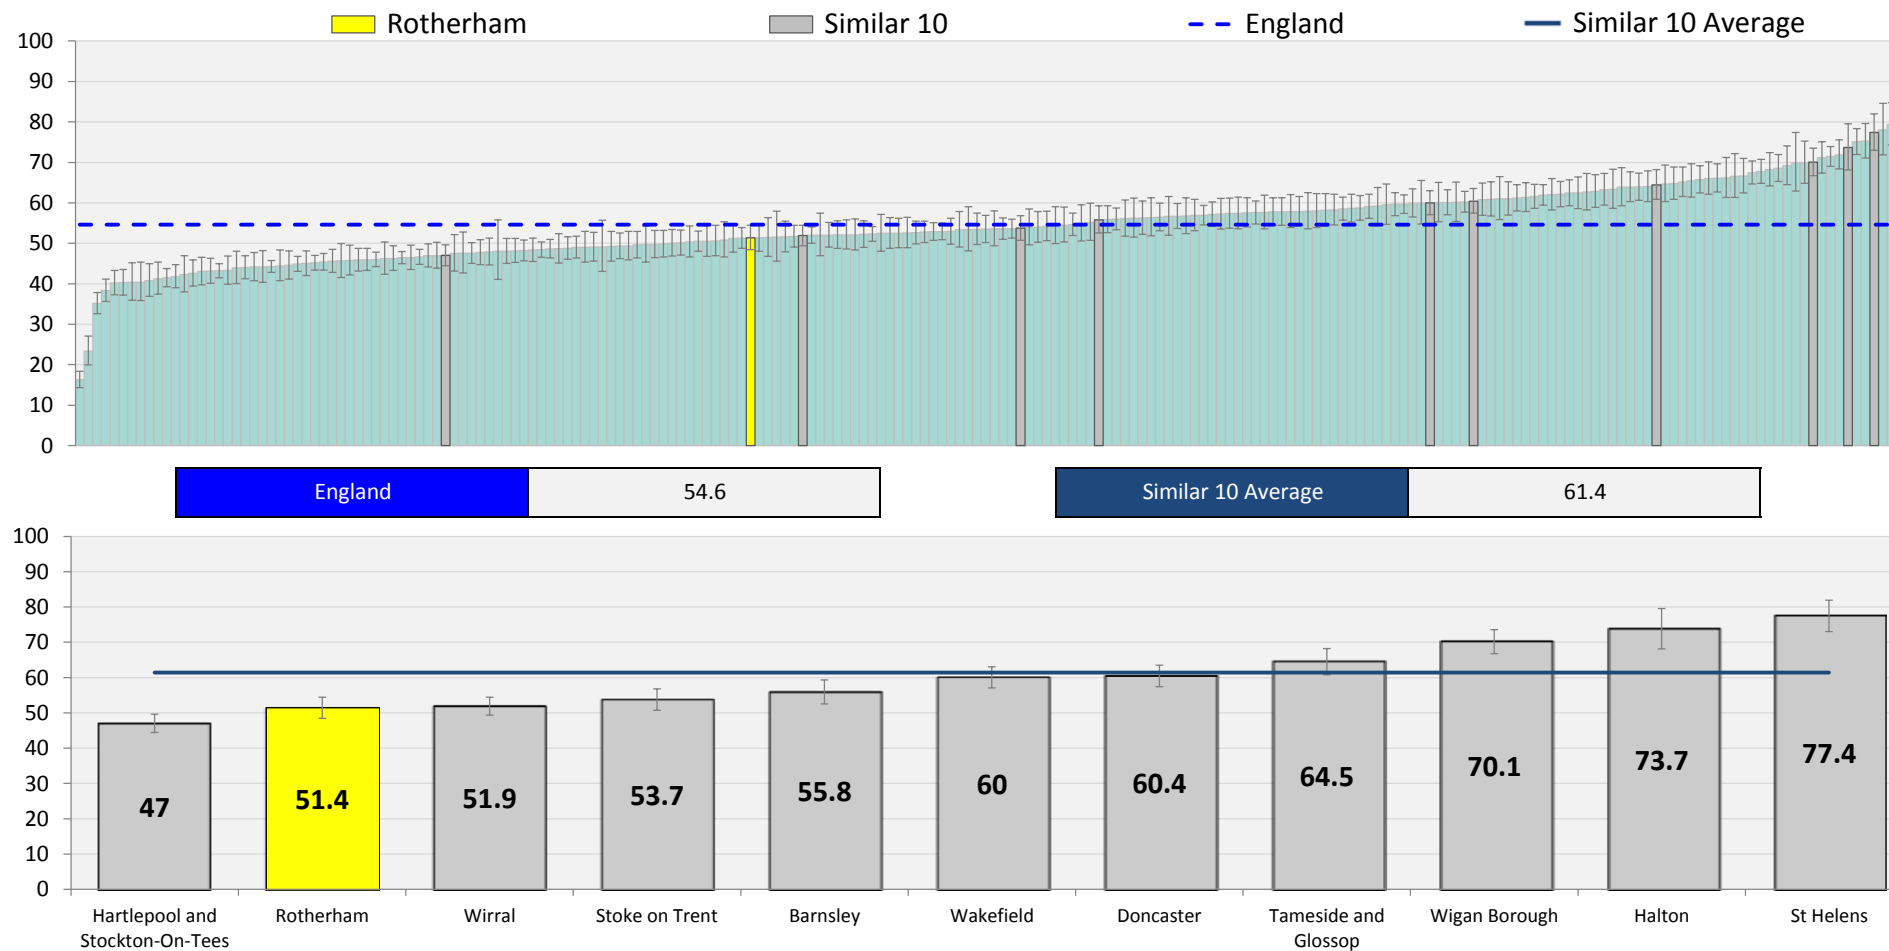 Rotherham
Similar 10
England
Similar 10 Average
100
90
80
70
60
50
40
30
20
10
0
England 54.6
Similar 10 Average 61.4
100
90
80
70
60
50
40
30
20
10
0
47
51.4
51.9
53.7
55.8
60
60.4
64.5
70.1
73.7
77.4
Hartlepool and
Stockton-On-Tees
Rotherham
Wirral
Stoke on Trent
Barnsley
Wakefield
Doncaster
Tameside and
Glossop
Wigan Borough
Halton
St Helens